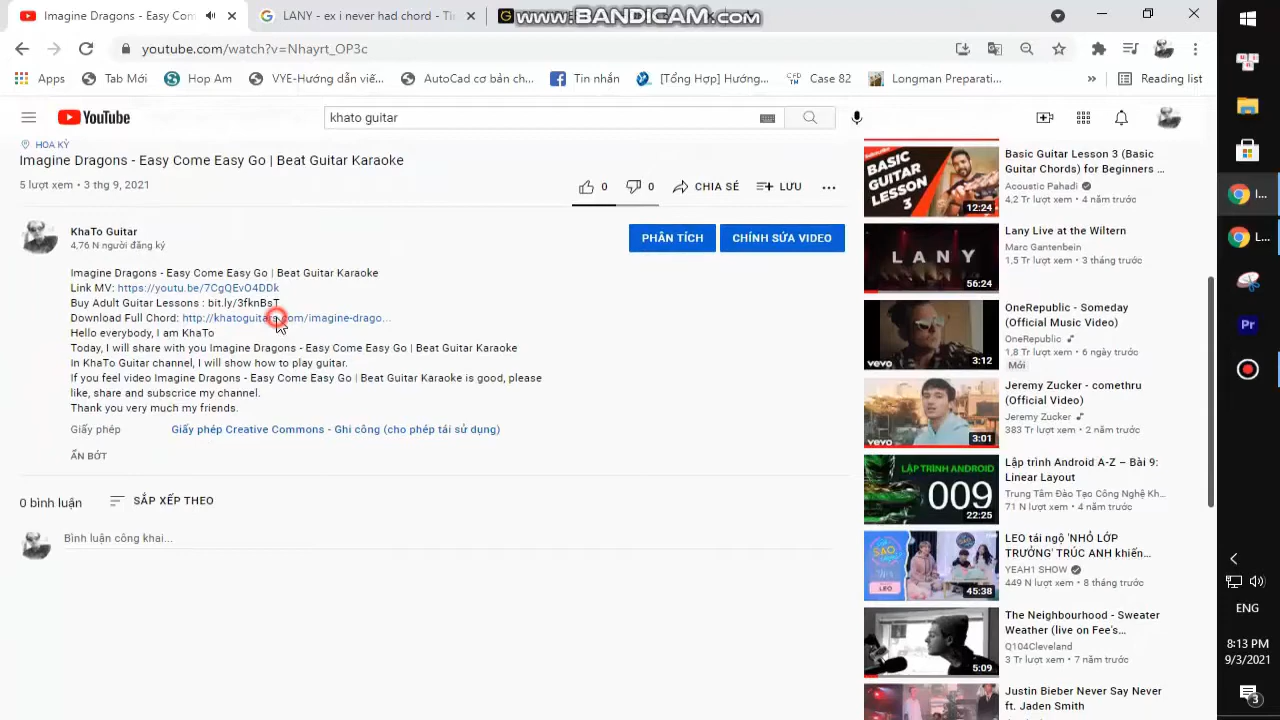 Imagine Dragons - Easy Com
LANY - ex i never had chord - Th
www.BANDICAM.com
youtube.com/watch?v=Nhayrt_OP3c
Apps
Tab Mới
Hop Am
VYE-Hướng dẫn viế...
AutoCad cơ bản ch...
Tin nhắn
[Tổng Hợp] Hướng...
Case 82
Longman Preparati...
»
Reading list
YouTube
khato guitar
HOA KỲ
Imagine Dragons - Easy Come Easy Go | Beat Guitar Karaoke
5 lượt xem • 3 thg 9, 2021
0
0
CHIA SẺ
LƯU
KhaTo Guitar
4,76 N người đăng ký
PHÂN TÍCH
CHỈNH SỬA VIDEO
Imagine Dragons - Easy Come Easy Go | Beat Guitar Karaoke
Link MV: https://youtu.be/7CgQEvO4DDk
Buy Adult Guitar Lessons : bit.ly/3fknBsT
Download Full Chord: http://khatoguitars.com/imagine-drago...
Hello everybody, I am KhaTo
Today, I will share with you Imagine Dragons - Easy Come Easy Go | Beat Guitar Karaoke
In KhaTo Guitar channel, I will show how to play guitar.
If you feel video Imagine Dragons - Easy Come Easy Go | Beat Guitar Karaoke is good, please
like, share and subscrice my channel.
Thank you very much my friends.
Giấy phép
Giấy phép Creative Commons - Ghi công (cho phép tái sử dụng)
ẨN BỚT
0 bình luận
SẮP XẾP THEO
Bình luận công khai...
BASIC
GUITAR
LESSON
3
12:24
Basic Guitar Lesson 3 (Basic
Guitar Chords) for Beginners ...
Acoustic Pahadi
4,2 Tr lượt xem • 4 năm trước
LANY
56:24
Lany Live at the Wiltern
Marc Gantenbein
1,5 Tr lượt xem • 3 tháng trước
vevo
3:12
OneRepublic - Someday
(Official Music Video)
OneRepublic
1,8 Tr lượt xem • 6 ngày trước
Mới
vevo
3:01
Jeremy Zucker - comethru
(Official Video)
Jeremy Zucker
383 Tr lượt xem • 2 năm trước
LẬP TRÌNH ANDROID
009
22:25
Lập trình Android A-Z – Bài 9:
Linear Layout
Trung Tâm Đào Tạo Công Nghệ Kh...
71 N lượt xem • 4 năm trước
SAO
LEO
45:38
LEO tái ngộ 'NHỎ LỚP
TRƯỞNG' TRÚC ANH khiến...
YEAH1 SHOW
449 N lượt xem • 8 tháng trước
5:09
The Neighbourhood - Sweater
Weather (live on Fee's...
Q104Cleveland
3 Tr lượt xem • 7 năm trước
Justin Bieber Never Say Never
ft. Jaden Smith
I...
L...
Pr
ENG
8:13 PM
9/3/2021
3